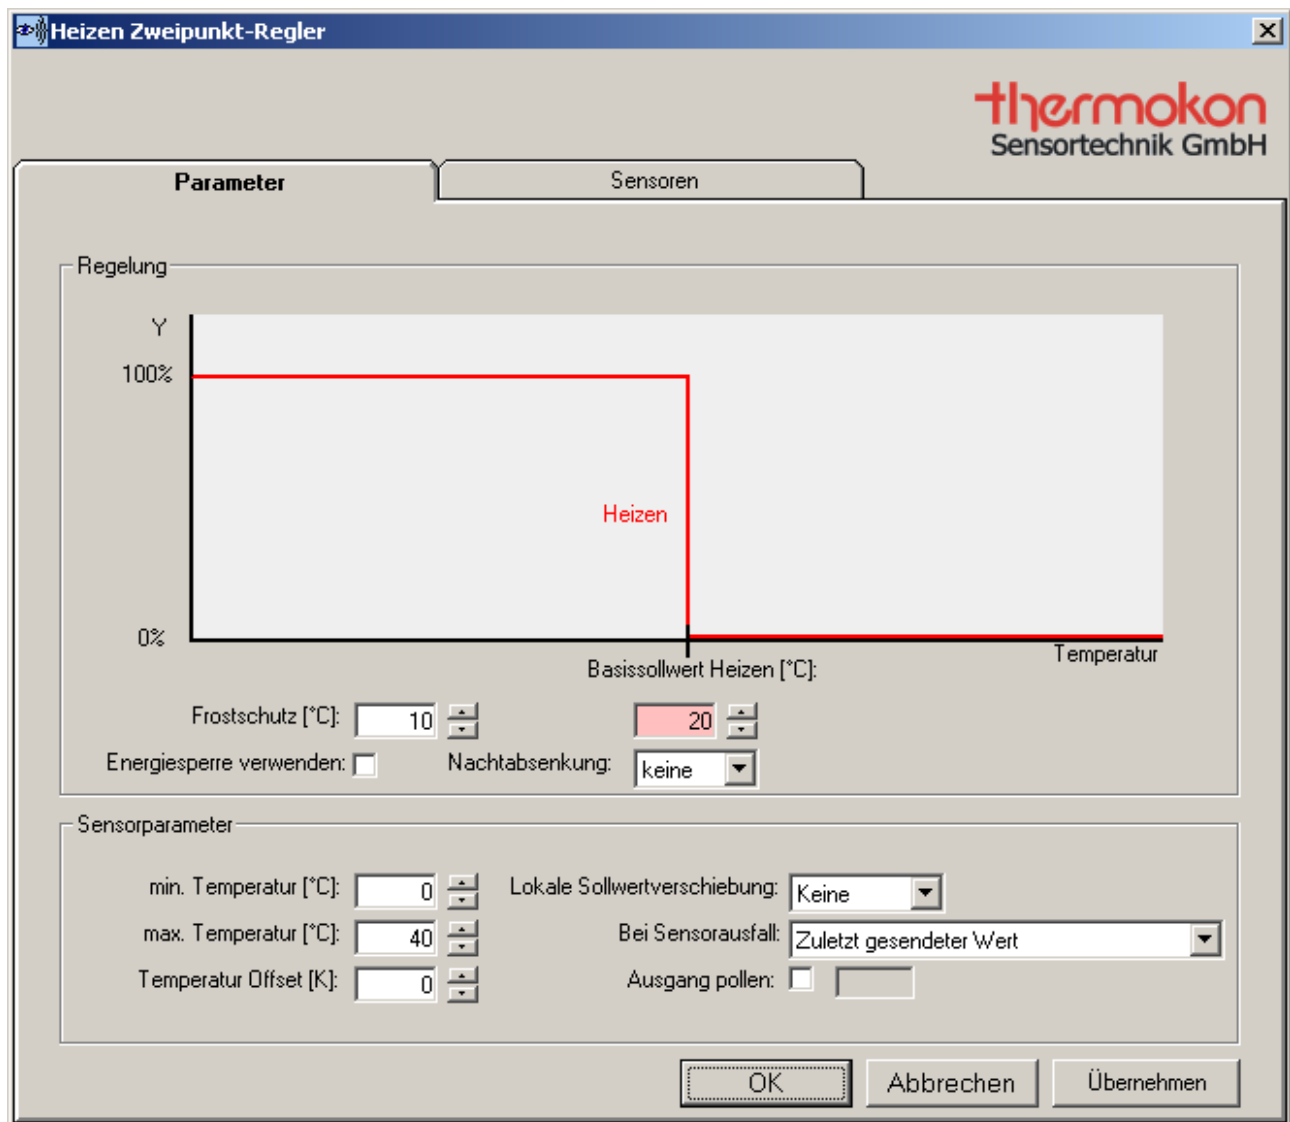 Heizen Zweipunkt-Regler
thermokon
Sensortechnik GmbH
Parameter
Sensoren
Regelung
Y
100%
Heizen
0%
Temperatur
Basissollwert Heizen [°C]:
Frostschutz [°C]: 10 20
Energiesperre verwenden: Nachtabsenkung: keine
Sensorparameter
min. Temperatur [°C]: 0 Lokale Sollwertverschiebung: Keine
max. Temperatur [°C]: 40 Bei Sensorausfall: Zuletzt gesendeter Wert
Temperatur Offset [K]: 0 Ausgang pollen:
OK Abbrechen Übernehmen